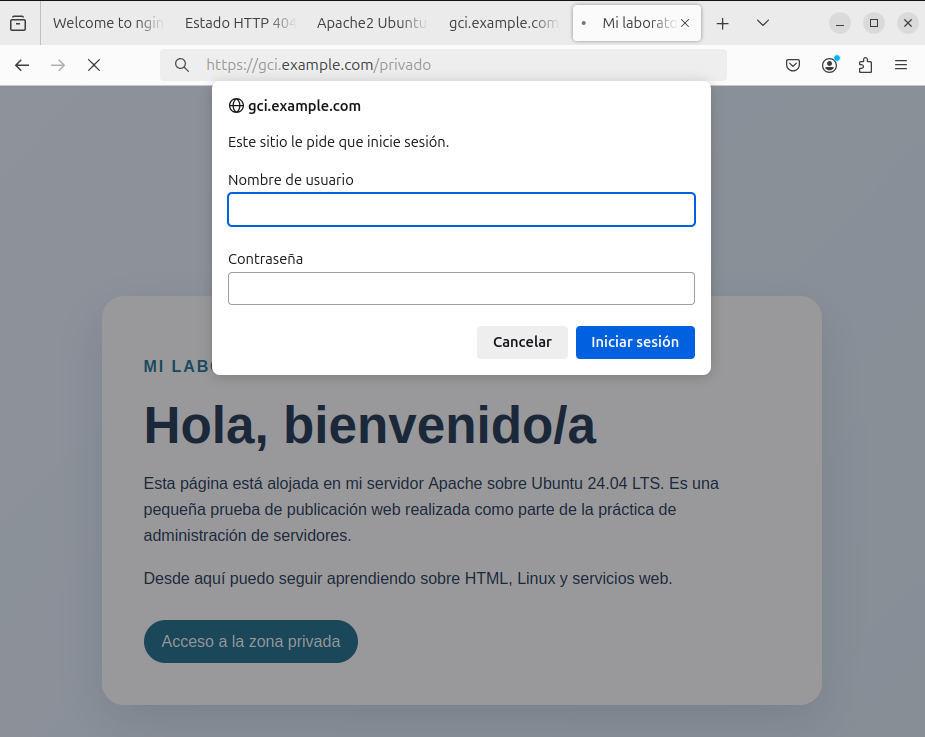 Welcome to ngin
Estado HTTP 404
Apache2 Ubuntu
gci.example.com
Mi laborato
https://gci.example.com/privado
gci.example.com
Este sitio le pide que inicie sesión.
Nombre de usuario
Contraseña
Cancelar
Iniciar sesión
MI LABO
Hola, bienvenido/a
Esta página está alojada en mi servidor Apache sobre Ubuntu 24.04 LTS. Es una
pequeña prueba de publicación web realizada como parte de la práctica de
administración de servidores.
Desde aquí puedo seguir aprendiendo sobre HTML, Linux y servicios web.
Acceso a la zona privada